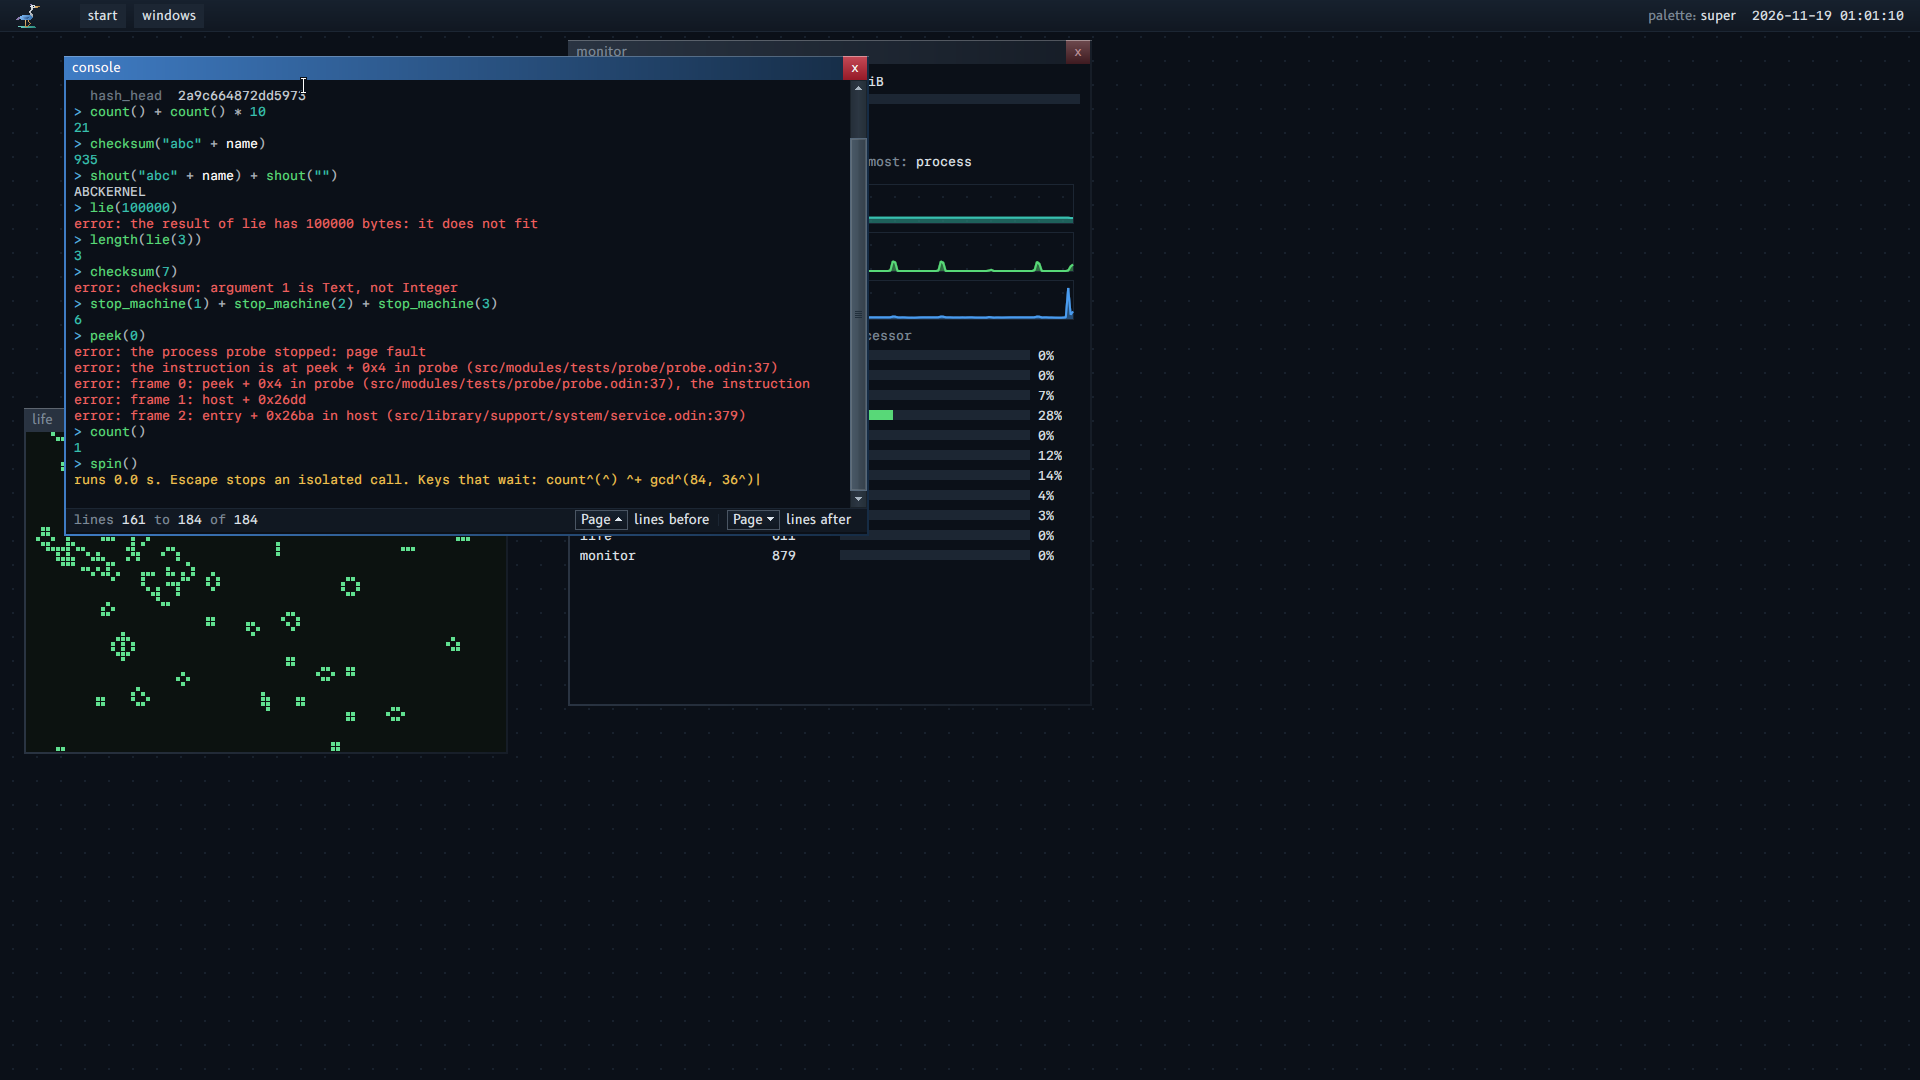 start windows palette: super 2026-11-19 01:01:10
monitor x
console x
iB
hash_head 2a9c664872dd5973
> count() + count() * 10
21
> checksum("abc" + name)
935
> shout("abc" + name) + shout("")
ABCKERNEL
> lie(100000)
error: the result of lie has 100000 bytes: it does not fit
> length(lie(3))
3
> checksum(7)
error: checksum: argument 1 is Text, not Integer
> stop_machine(1) + stop_machine(2) + stop_machine(3)
6
> peek(0)
error: the process probe stopped: page fault
error: the instruction is at peek + 0x4 in probe (src/modules/tests/probe/probe.odin:37)
error: frame 0: peek + 0x4 in probe (src/modules/tests/probe/probe.odin:37), the instruction
error: frame 1: host + 0x26dd
error: frame 2: entry + 0x26ba in host (src/library/support/system/service.odin:379)
> count()
1
> spin()
runs 0.0 s. Escape stops an isolated call. Keys that wait: count^(^) ^+ gcd^(84, 36^)|
lines 161 to 184 of 184 Page lines before Page lines after
most: process
cessor
0%
0%
7%
28%
0%
12%
14%
4%
3%
0%
monitor 879 0%
life